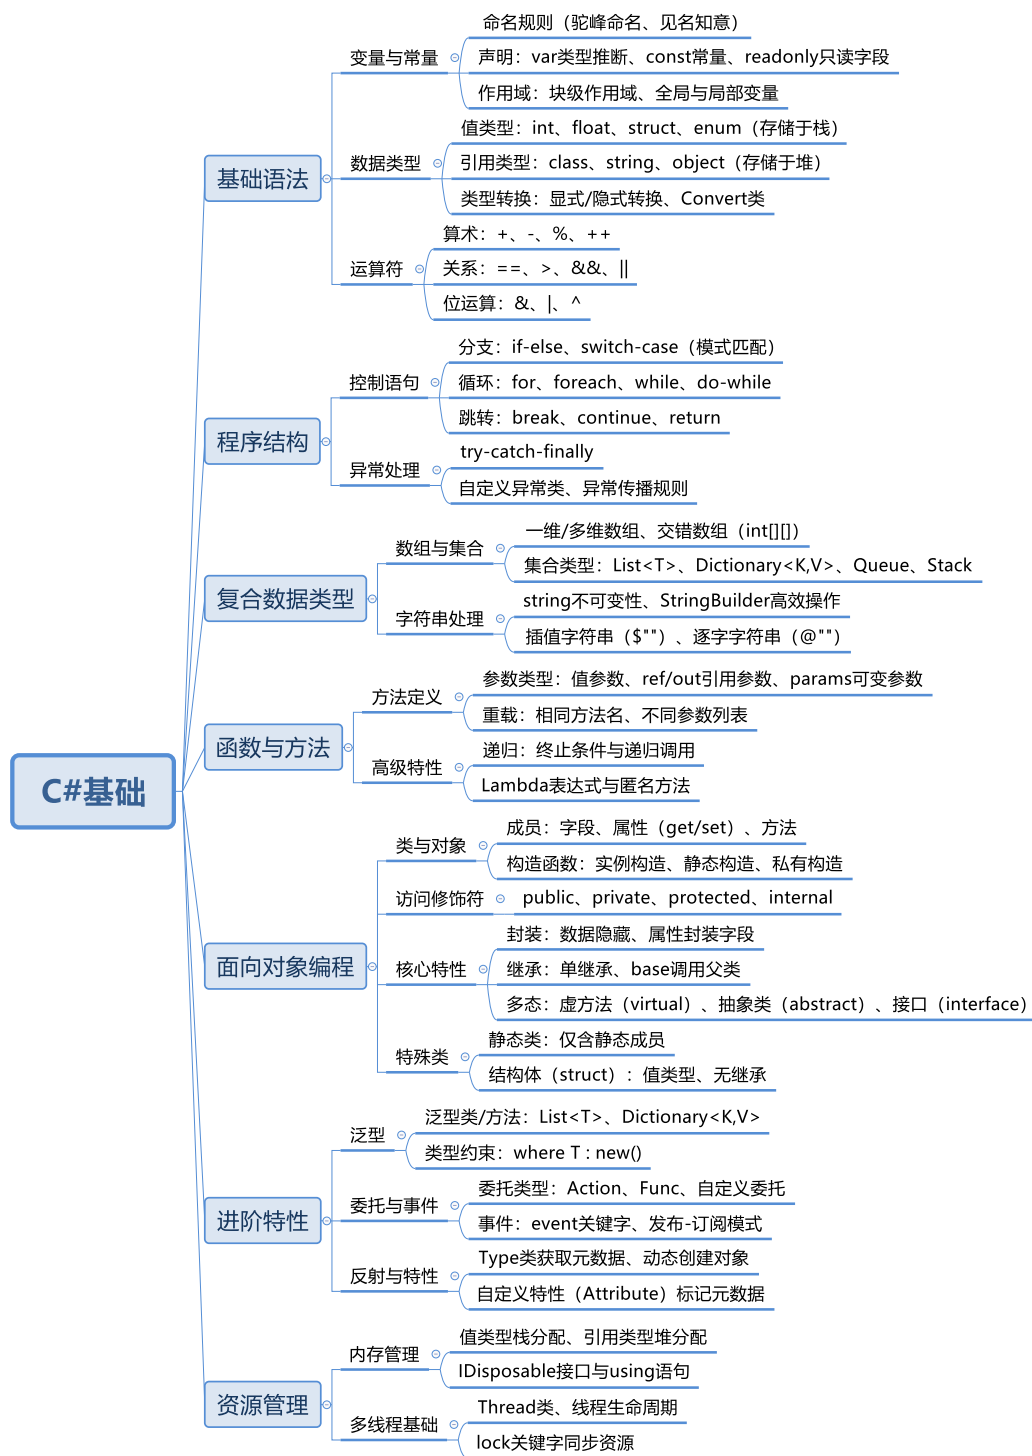 C#基础
基础语法
变量与常量
命名规则（驼峰命名、见名知意）
声明：var类型推断、const常量、readonly只读字段
作用域：块级作用域、全局与局部变量
数据类型
值类型：int、float、struct、enum（存储于栈）
引用类型：class、string、object（存储于堆）
类型转换：显式/隐式转换、Convert类
运算符
算术：+、-、%、++
关系：==、>、&&、||
位运算：&、|、^
程序结构
控制语句
分支：if-else、switch-case（模式匹配）
循环：for、foreach、while、do-while
跳转：break、continue、return
异常处理
try-catch-finally
自定义异常类、异常传播规则
复合数据类型
数组与集合
一维/多维数组、交错数组（int[][]）
集合类型：List<T>、Dictionary<K,V>、Queue、Stack
字符串处理
string不可变性、StringBuilder高效操作
插值字符串（$""）、逐字字符串（@""）
函数与方法
方法定义
参数类型：值参数、ref/out引用参数、params可变参数
重载：相同方法名、不同参数列表
高级特性
递归：终止条件与递归调用
Lambda表达式与匿名方法
面向对象编程
类与对象
成员：字段、属性（get/set）、方法
构造函数：实例构造、静态构造、私有构造
访问修饰符
public、private、protected、internal
核心特性
封装：数据隐藏、属性封装字段
继承：单继承、base调用父类
多态：虚方法（virtual）、抽象类（abstract）、接口（interface）
特殊类
静态类：仅含静态成员
结构体（struct）：值类型、无继承
进阶特性
泛型
泛型类/方法：List<T>、Dictionary<K,V>
类型约束：where T : new()
委托与事件
委托类型：Action、Func、自定义委托
事件：event关键字、发布-订阅模式
反射与特性
Type类获取元数据、动态创建对象
自定义特性（Attribute）标记元数据
资源管理
内存管理
值类型栈分配、引用类型堆分配
IDisposable接口与using语句
多线程基础
Thread类、线程生命周期
lock关键字同步资源